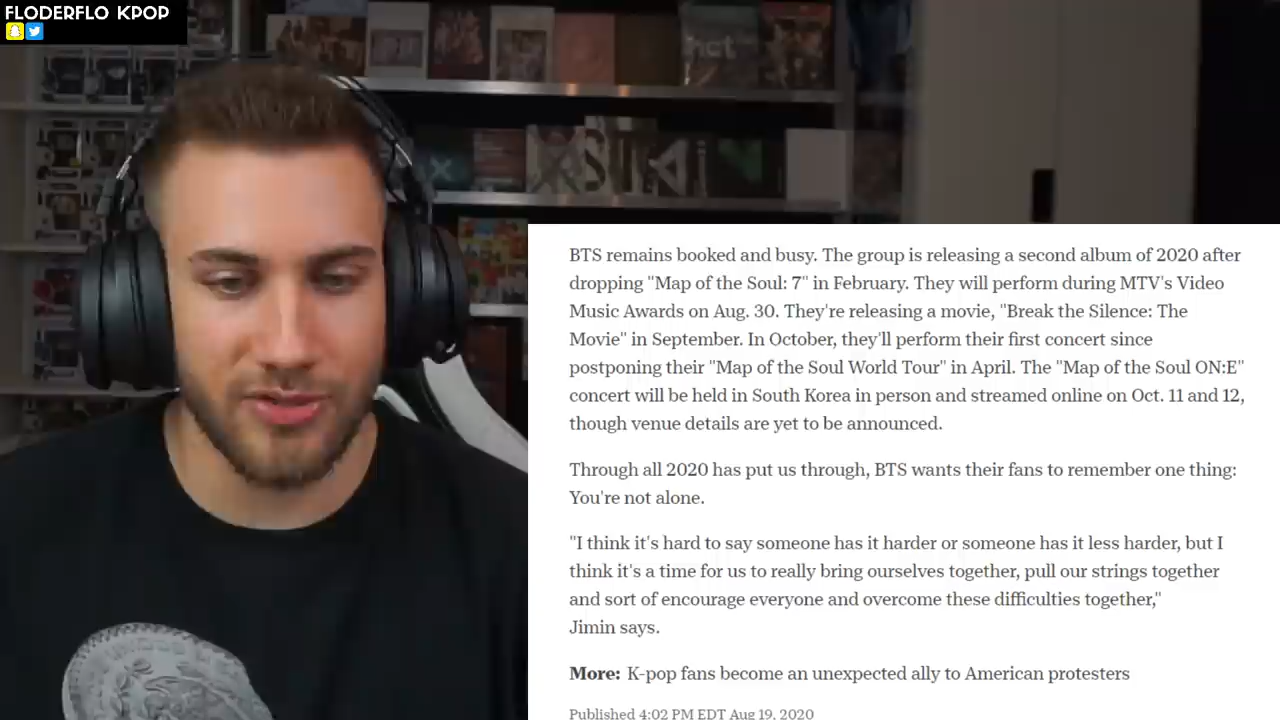 FLODERFLO KPOP
nct
BTS remains booked and busy. The group is releasing a second album of 2020 after
dropping "Map of the Soul: 7" in February. They will perform during MTV's Video
Music Awards on Aug. 30. They're releasing a movie, "Break the Silence: The
Movie" in September. In October, they'll perform their first concert since
postponing their "Map of the Soul World Tour" in April. The "Map of the Soul ON:E"
concert will be held in South Korea in person and streamed online on Oct. 11 and 12,
though venue details are yet to be announced.
Through all 2020 has put us through, BTS wants their fans to remember one thing:
You're not alone.
"I think it's hard to say someone has it harder or someone has it less harder, but I
think it's a time for us to really bring ourselves together, pull our strings together
and sort of encourage everyone and overcome these difficulties together,"
Jimin says.
More: K-pop fans become an unexpected ally to American protesters
Published 4:02 PM EDT Aug 19, 2020